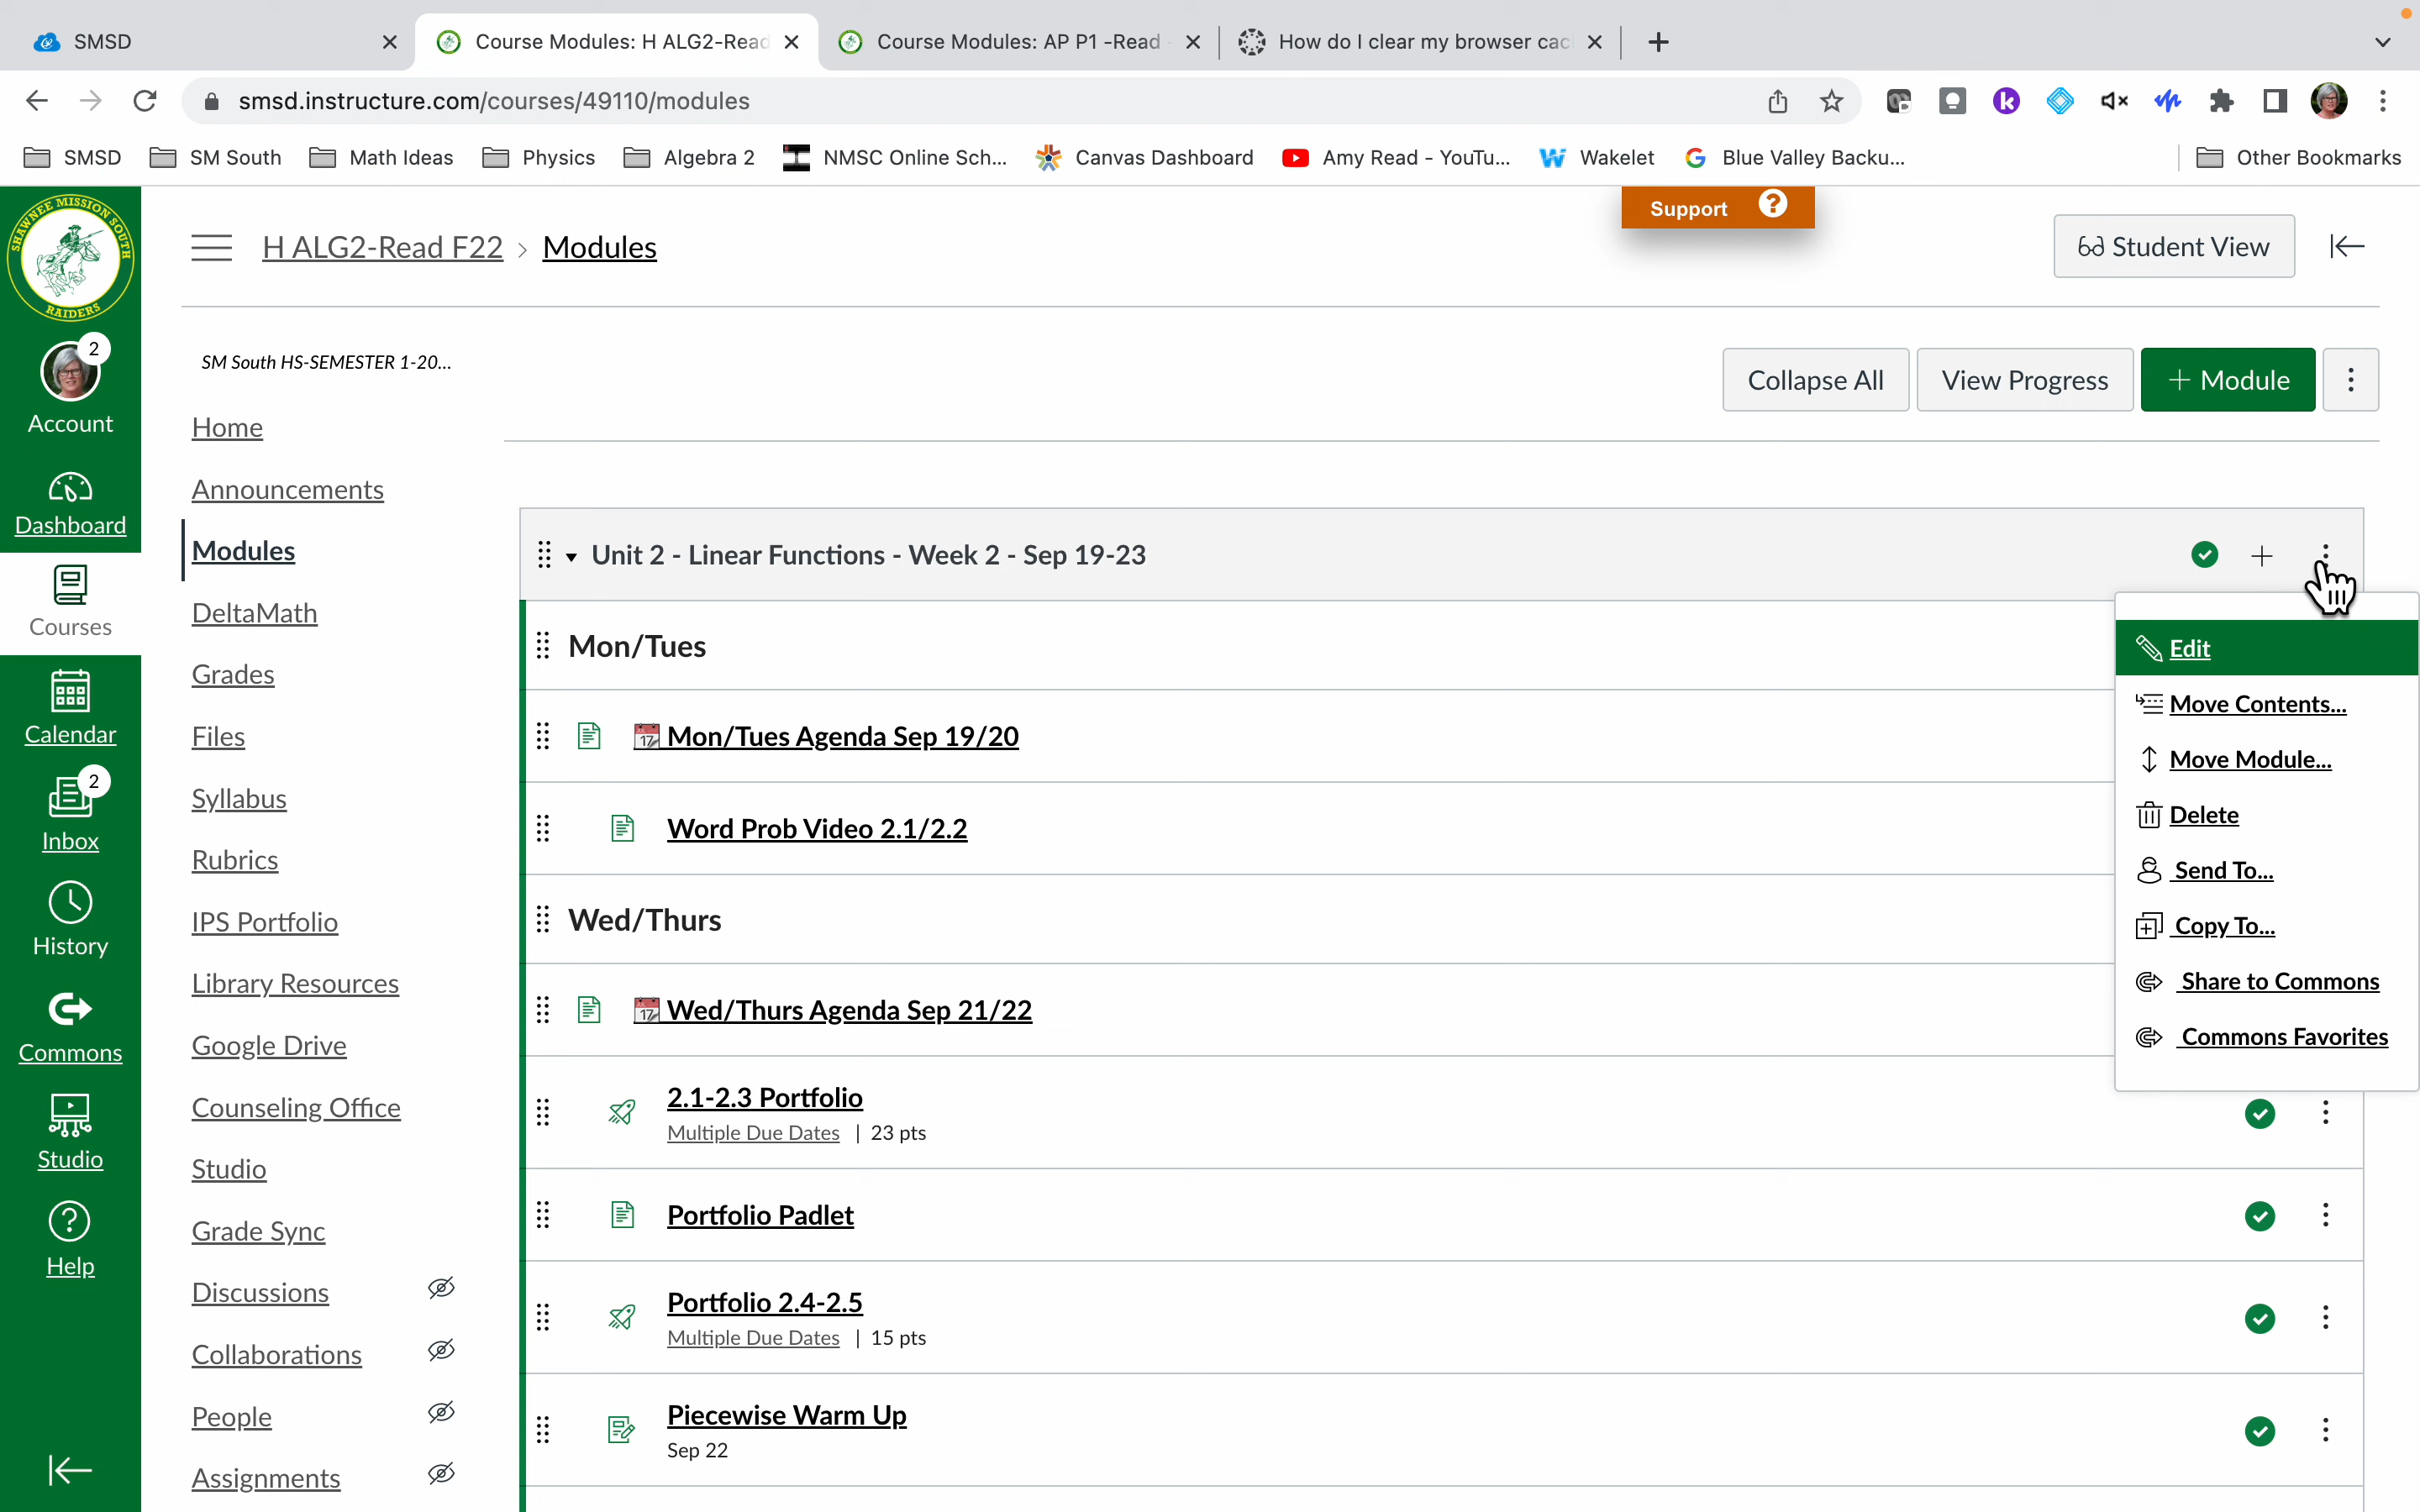 SMSD
Course Modules: H ALG2-Read
Course Modules: AP P1 -Read
How do I clear my browser cac
smsd.instructure.com/courses/49110/modules
SMSD
SM South
Math Ideas
Physics
Algebra 2
NMSC Online Sch...
Canvas Dashboard
Amy Read - YouTu...
Wakelet
Blue Valley Backu...
Other Bookmarks
SHAWNEE MISSION SOUTH
RAIDERS
2
Account
Dashboard
Courses
Calendar
2
Inbox
History
Commons
Studio
Help
H ALG2-Read F22 > Modules
Support ?
Student View
SM South HS-SEMESTER 1-20...
Home
Announcements
Modules
DeltaMath
Grades
Files
Syllabus
Rubrics
IPS Portfolio
Library Resources
Google Drive
Counseling Office
Studio
Grade Sync
Discussions
Collaborations
People
Assignments
Collapse All
View Progress
+ Module
Unit 2 - Linear Functions - Week 2 - Sep 19-23
Mon/Tues
17 Mon/Tues Agenda Sep 19/20
Word Prob Video 2.1/2.2
Wed/Thurs
17 Wed/Thurs Agenda Sep 21/22
2.1-2.3 Portfolio
Multiple Due Dates | 23 pts
Portfolio Padlet
Portfolio 2.4-2.5
Multiple Due Dates | 15 pts
Piecewise Warm Up
Sep 22
Edit
Move Contents...
Move Module...
Delete
Send To...
Copy To...
Share to Commons
Commons Favorites